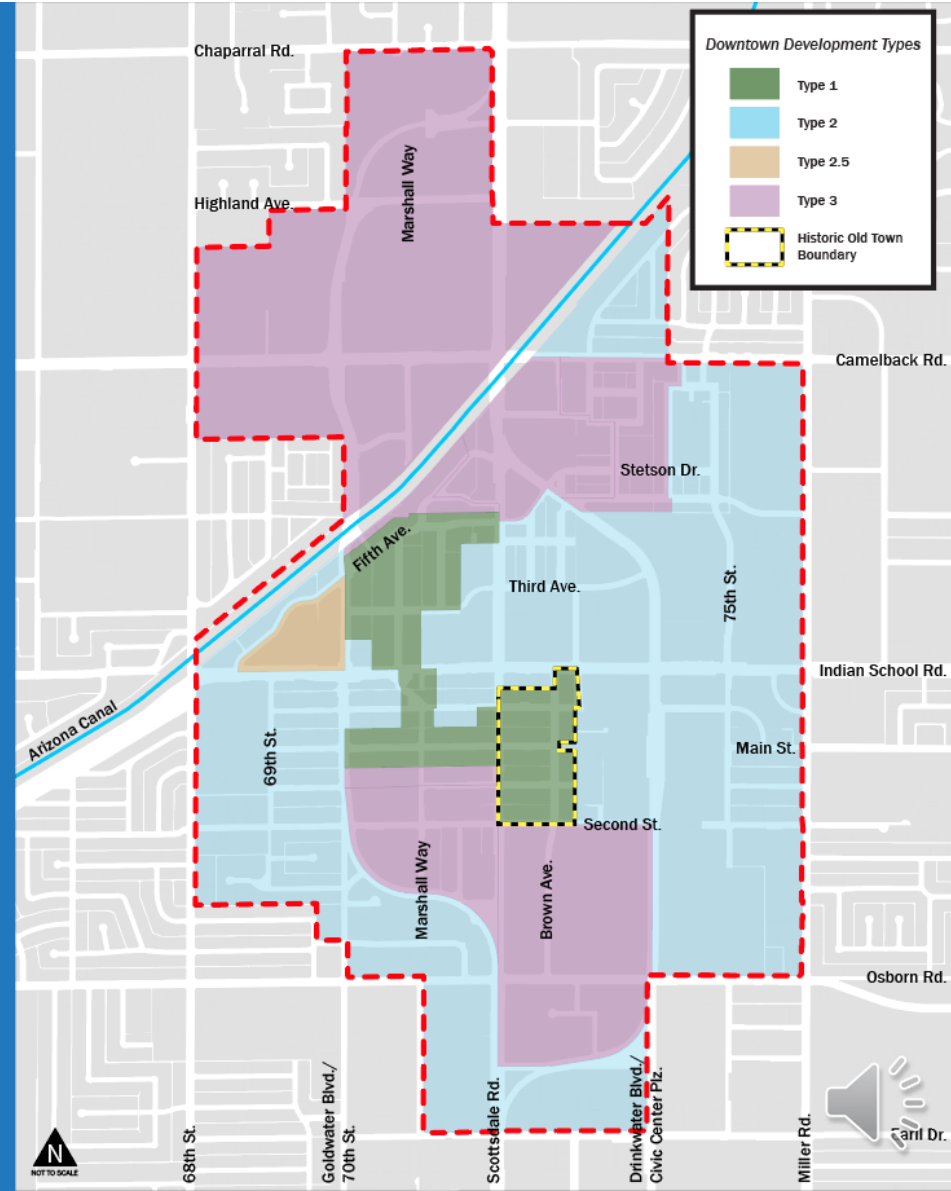 Downtown Development Types
Type 1
Type 2
Type 2.5
Type 3
Historic Old Town
Boundary
Chaparral Rd.
Marshall Way
Highland Ave.
Camelback Rd.
Stetson Dr.
Fifth Ave.
Third Ave.
75th St.
Indian School Rd.
Arizona Canal
69th St.
Main St.
Second St.
Marshall Way
Brown Ave.
Osborn Rd.
68th St.
Goldwater Blvd./
70th St.
Scottsdale Rd.
Drinkwater Blvd./
Civic Center Plz.
Miller Rd.
Earll Dr.
N
NOT TO SCALE